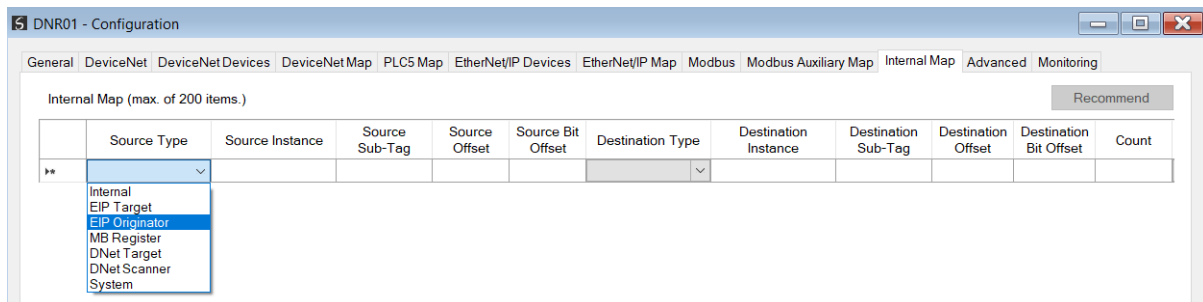 DNR01 - Configuration
General DeviceNet DeviceNet Devices DeviceNet Map PLC5 Map EtherNet/IP Devices EtherNet/IP Map Modbus Modbus Auxiliary Map Internal Map Advanced Monitoring
Internal Map (max. of 200 items.) Recommend
Source Type Source Instance Source Sub-Tag Source Offset Source Bit Offset Destination Type Destination Instance Destination Sub-Tag Destination Offset Destination Bit Offset Count
Internal
EIP Target
EIP Originator
MB Register
DNet Target
DNet Scanner
System